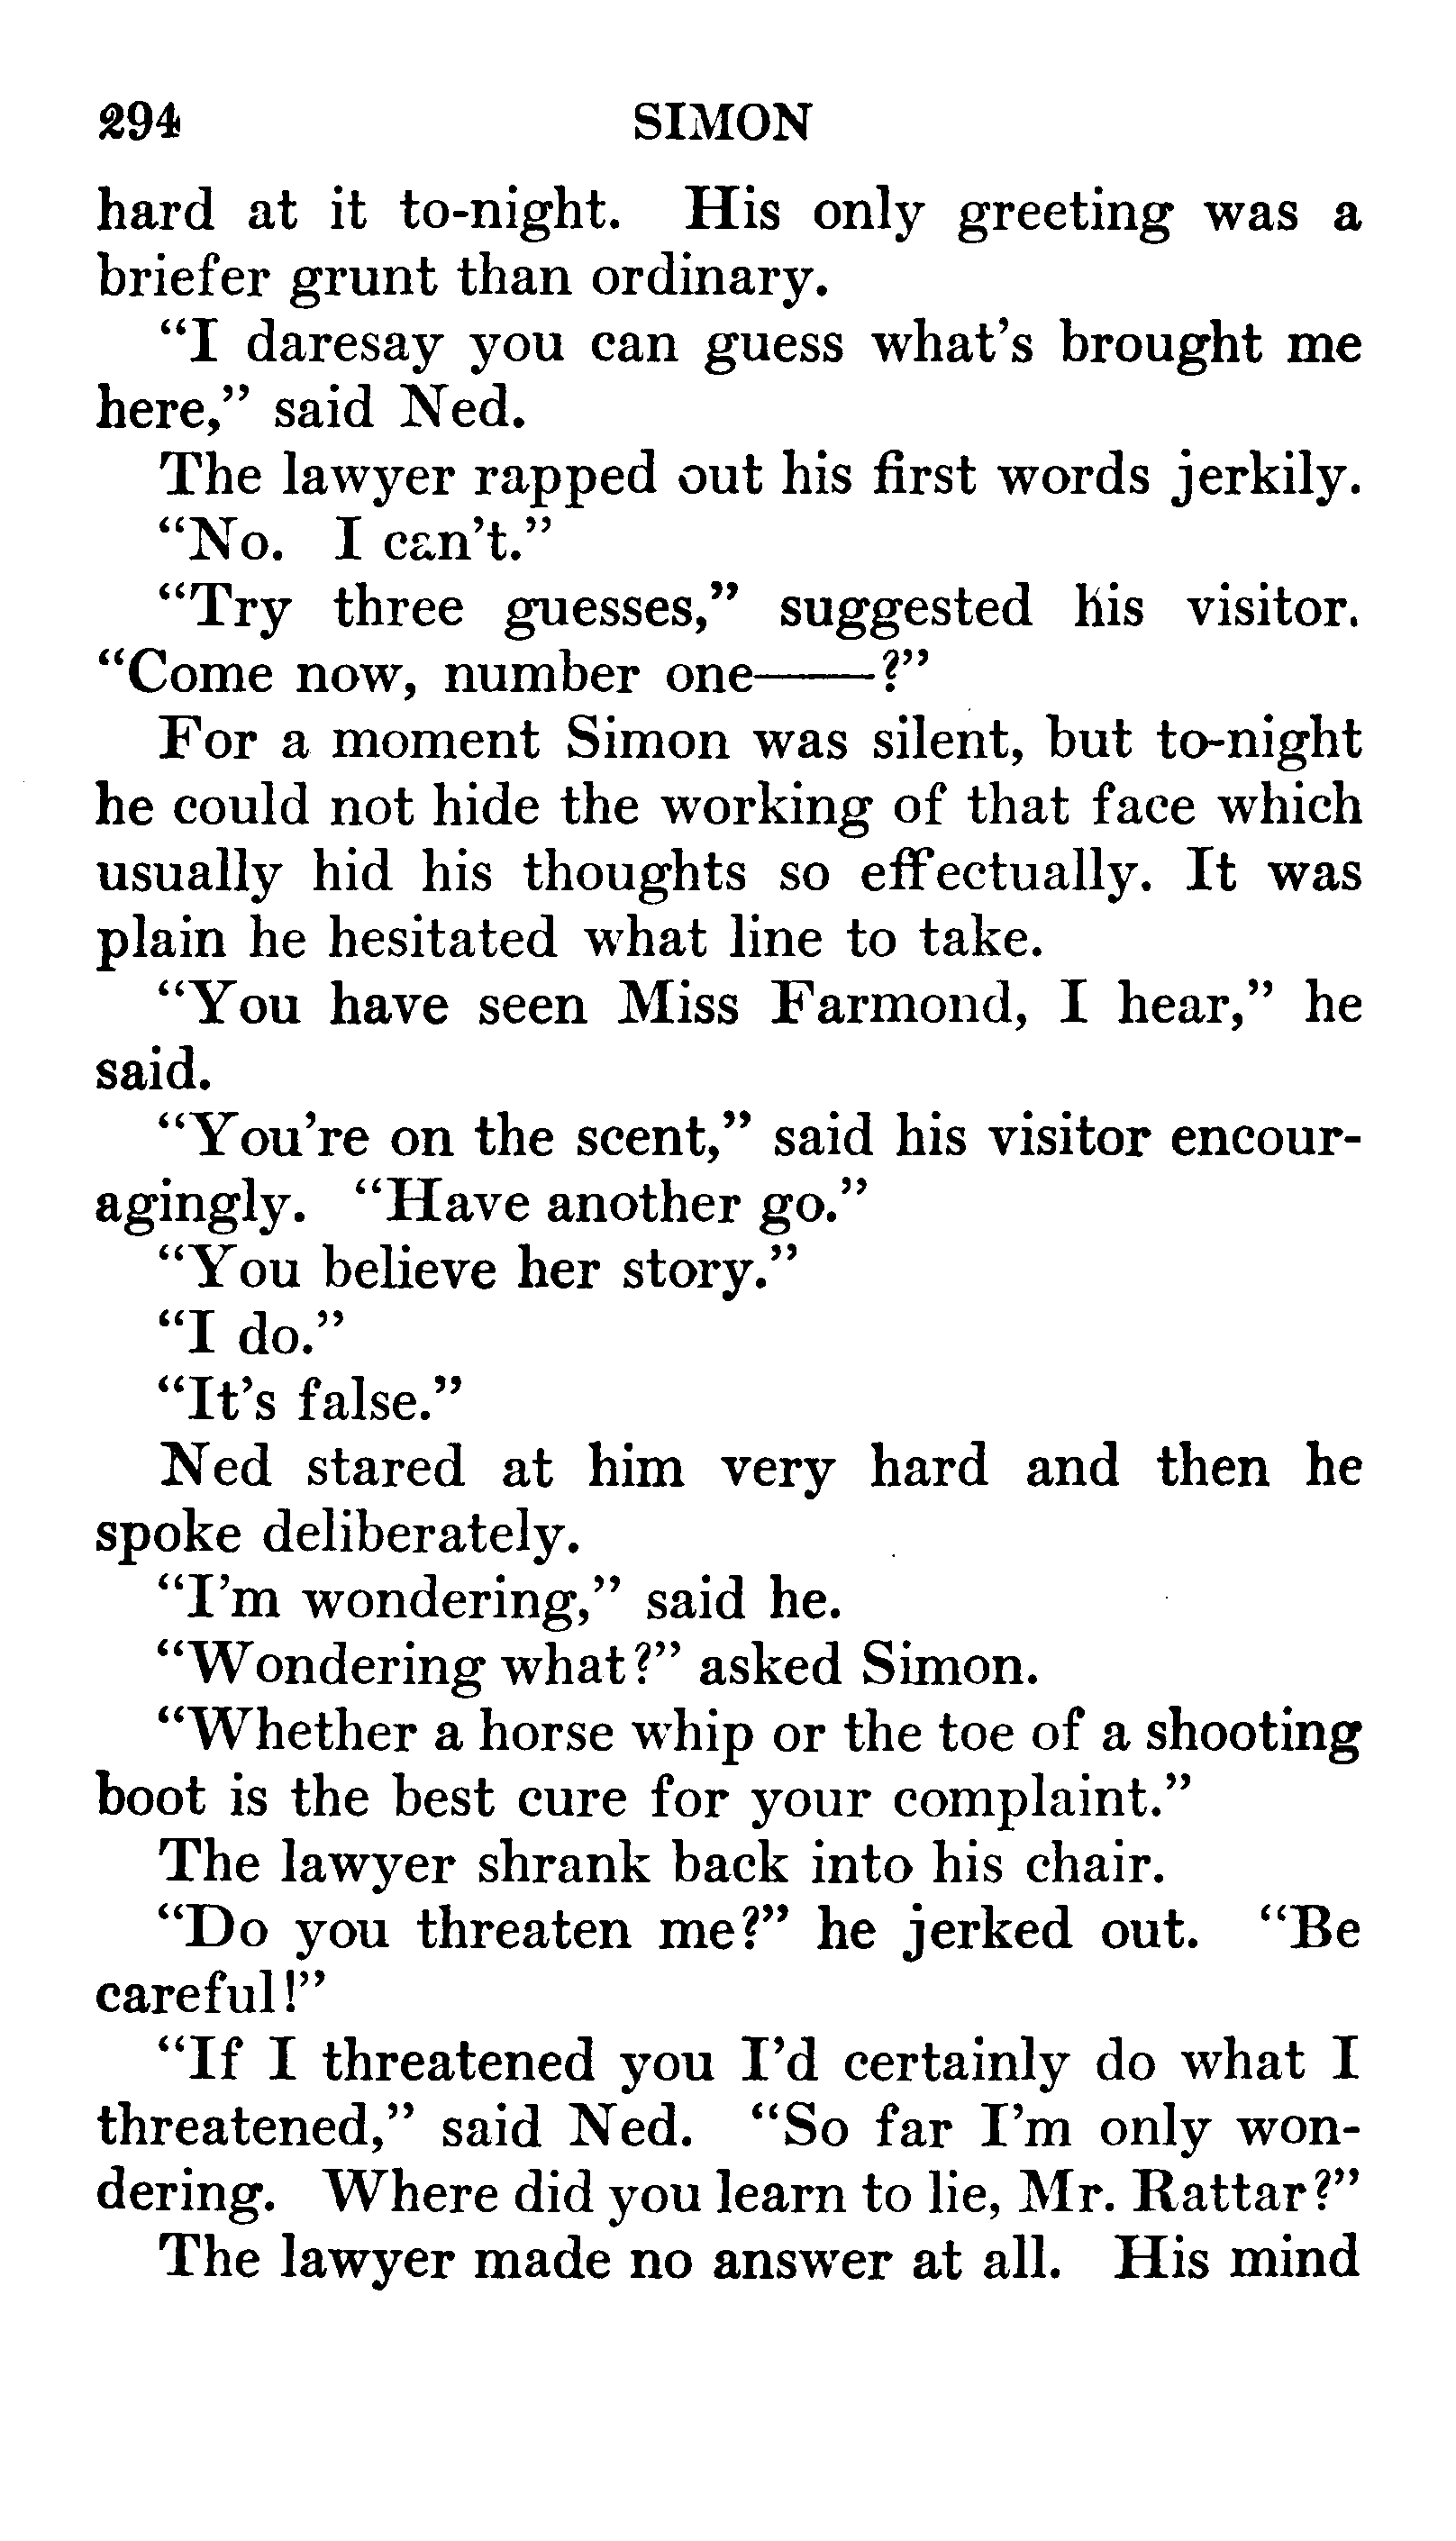 294 SIMON
hard at it to-night. His only greeting was a
briefer grunt than ordinary.
“I daresay you can guess what's brought me
here,” said Ned.
The lawyer rapped out his first words jerkily.
“No. I can't.”
“Try three guesses,” suggested his visitor.
“Come now, number one——?”
For a moment Simon was silent, but to-night
he could not hide the working of that face which
usually hid his thoughts so effectually. It was
plain he hesitated what line to take.
“You have seen Miss Farmond, I hear,” he
said.
“You're on the scent,” said his visitor encour-
agingly. “Have another go.”
“You believe her story.”
“I do.”
“It's false.”
Ned stared at him very hard and then he
spoke deliberately.
“I'm wondering,” said he.
“Wondering what?” asked Simon.
“Whether a horse whip or the toe of a shooting
boot is the best cure for your complaint.”
The lawyer shrank back into his chair.
“Do you threaten me?” he jerked out. “Be
careful!”
“If I threatened you I'd certainly do what I
threatened,” said Ned. “So far I'm only won-
dering. Where did you learn to lie, Mr. Rattar?”
The lawyer made no answer at all. His mind